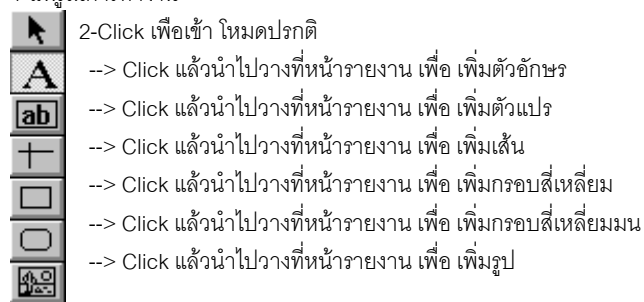 2-Click เพื่อเข้า โหมดปรกติ
A --> Click แล้วนำไปวางที่หน้ารายงาน เพื่อ เพิ่มตัวอักษร
ab --> Click แล้วนำไปวางที่หน้ารายงาน เพื่อ เพิ่มตัวแปร
--> Click แล้วนำไปวางที่หน้ารายงาน เพื่อ เพิ่มเส้น
--> Click แล้วนำไปวางที่หน้ารายงาน เพื่อ เพิ่มกรอบสี่เหลี่ยม
--> Click แล้วนำไปวางที่หน้ารายงาน เพื่อ เพิ่มกรอบสี่เหลี่ยมมน
--> Click แล้วนำไปวางที่หน้ารายงาน เพื่อ เพิ่มรูป